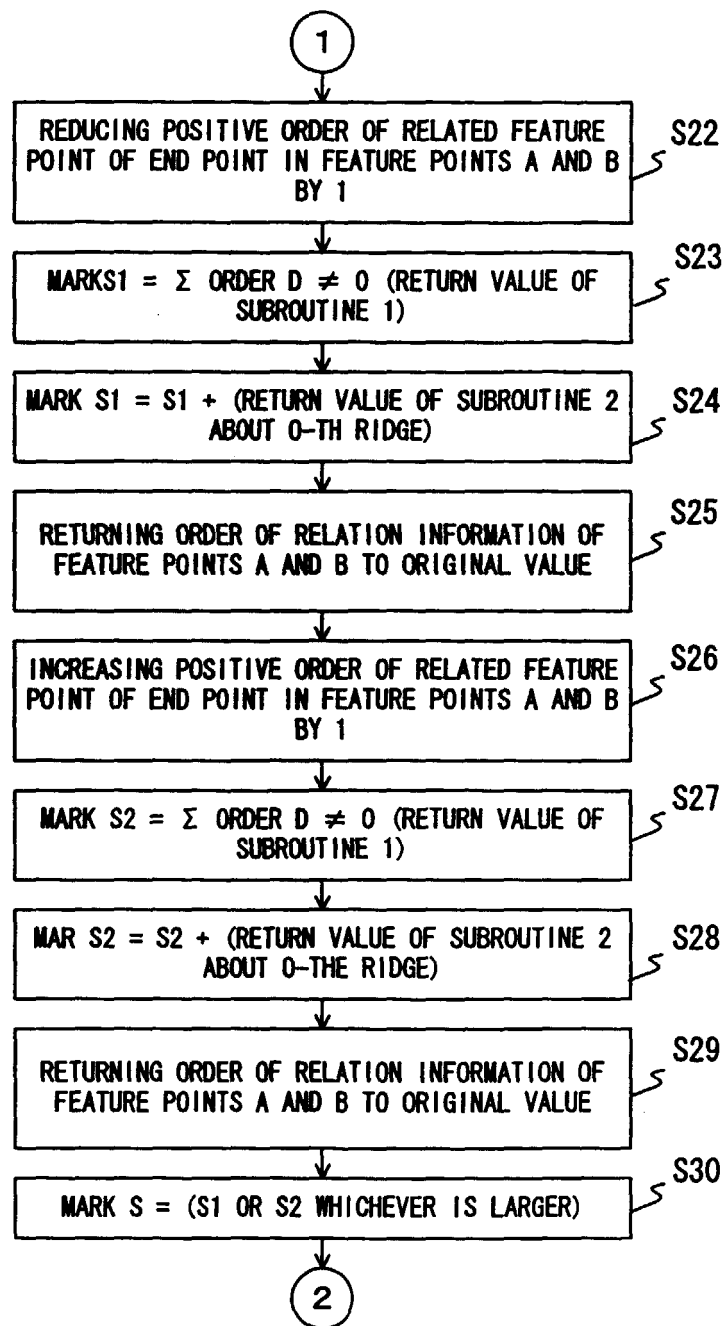 1
REDUCING POSITIVE ORDER OF RELATED FEATURE
POINT OF END POINT IN FEATURE POINTS A AND B
BY 1
S22
MARKS1 = Σ ORDER D ≠ 0 (RETURN VALUE OF
SUBROUTINE 1)
S23
MARK S1 = S1 + (RETURN VALUE OF SUBROUTINE 2
ABOUT 0-TH RIDGE)
S24
RETURNING ORDER OF RELATION INFORMATION OF
FEATURE POINTS A AND B TO ORIGINAL VALUE
S25
INCREASING POSITIVE ORDER OF RELATED FEATURE
POINT OF END POINT IN FEATURE POINTS A AND B
BY 1
S26
MARK S2 = Σ ORDER D ≠ 0 (RETURN VALUE OF
SUBROUTINE 1)
S27
MAR S2 = S2 + (RETURN VALUE OF SUBROUTINE 2
ABOUT 0-THE RIDGE)
S28
RETURNING ORDER OF RELATION INFORMATION OF
FEATURE POINTS A AND B TO ORIGINAL VALUE
S29
MARK S = (S1 OR S2 WHICHEVER IS LARGER)
S30
2